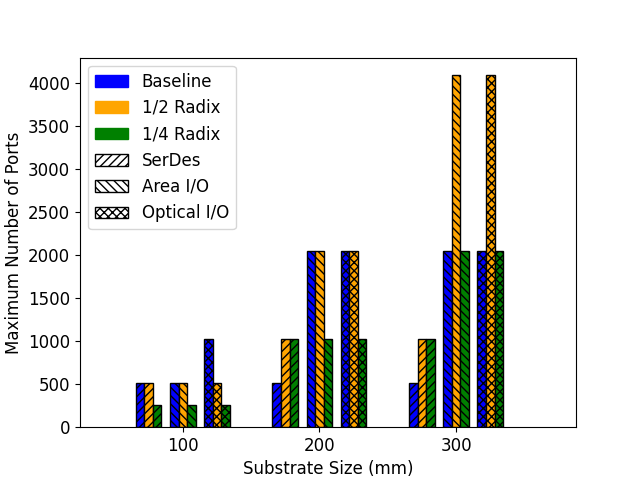 Maximum Number of Ports
4000
3500
3000
2500
2000
1500
1000
500
0
Baseline
1/2 Radix
1/4 Radix
SerDes
Area I/O
Optical I/O
100 200 300
Substrate Size (mm)